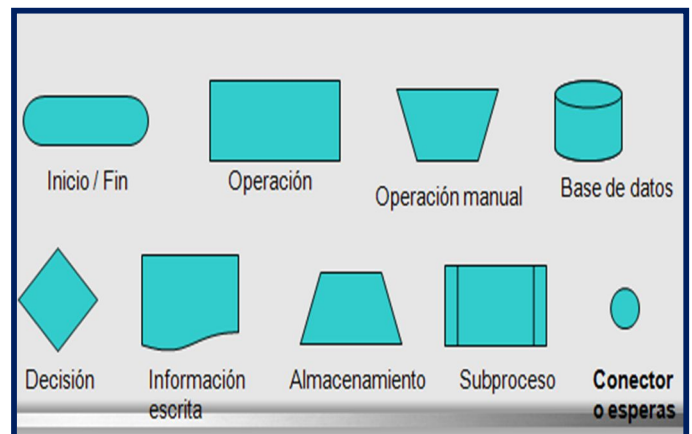 Inicio / Fin
Operación
Operación manual
Base de datos
Decisión
Información
escrita
Almacenamiento
Subproceso
Conector
o esperas